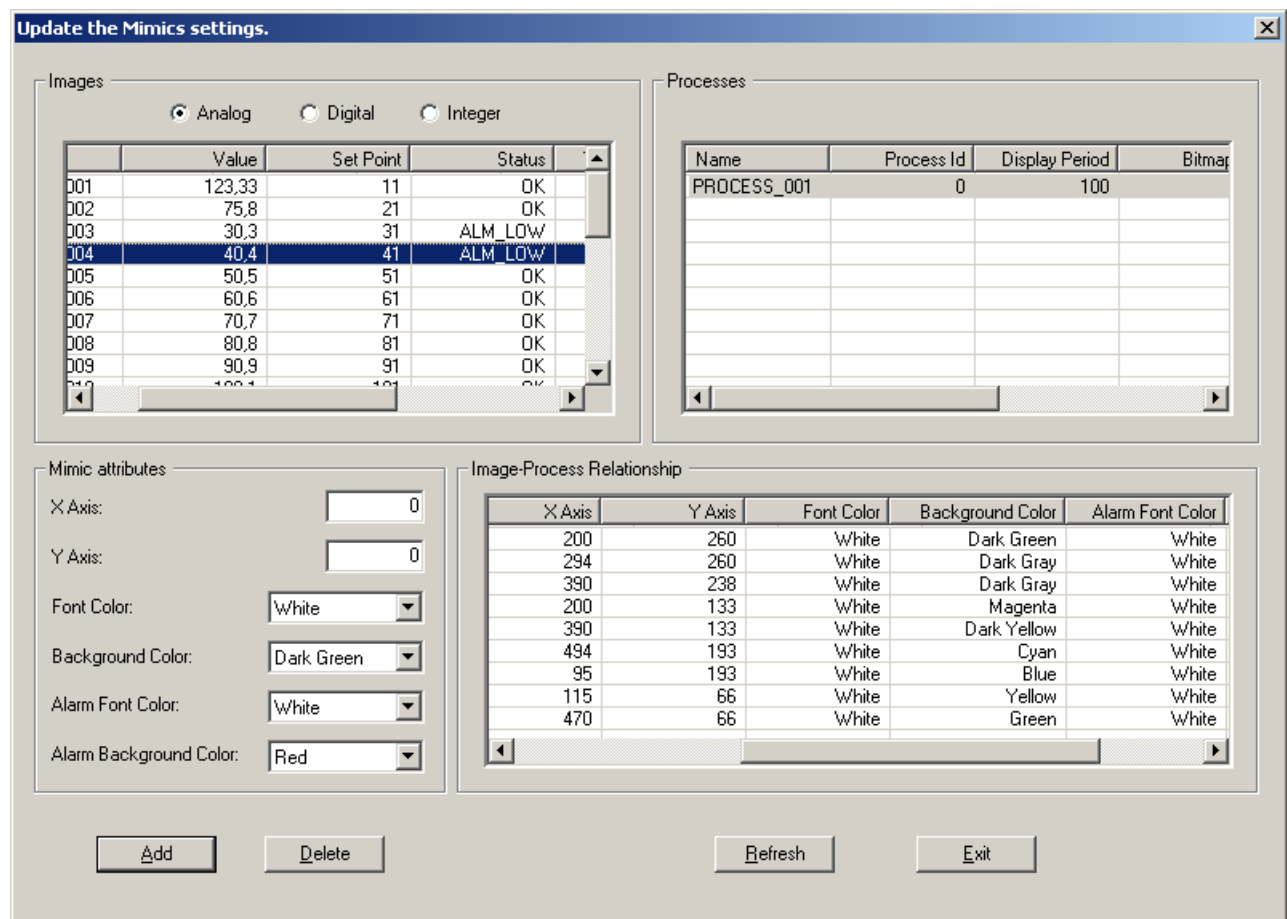 Update the Mimics settings.
Images
Analog Digital Integer
Value Set Point Status
001 123,33 11 OK
002 75,8 21 OK
003 30,3 31 ALM_LOW
004 40,4 41 ALM_LOW
005 50,5 51 OK
006 60,6 61 OK
007 70,7 71 OK
008 80,8 81 OK
009 90,9 91 OK
Processes
Name Process Id Display Period Bitmap
PROCESS_001 0 100
Mimic attributes
X Axis: 0
Y Axis: 0
Font Color: White
Background Color: Dark Green
Alarm Font Color: White
Alarm Background Color: Red
Image-Process Relationship
X Axis Y Axis Font Color Background Color Alarm Font Color
200 260 White Dark Green White
294 260 White Dark Gray White
390 238 White Dark Gray White
200 133 White Magenta White
390 133 White Dark Yellow White
494 193 White Cyan White
95 193 White Blue White
115 66 White Yellow White
470 66 White Green White
Add Delete Refresh Exit